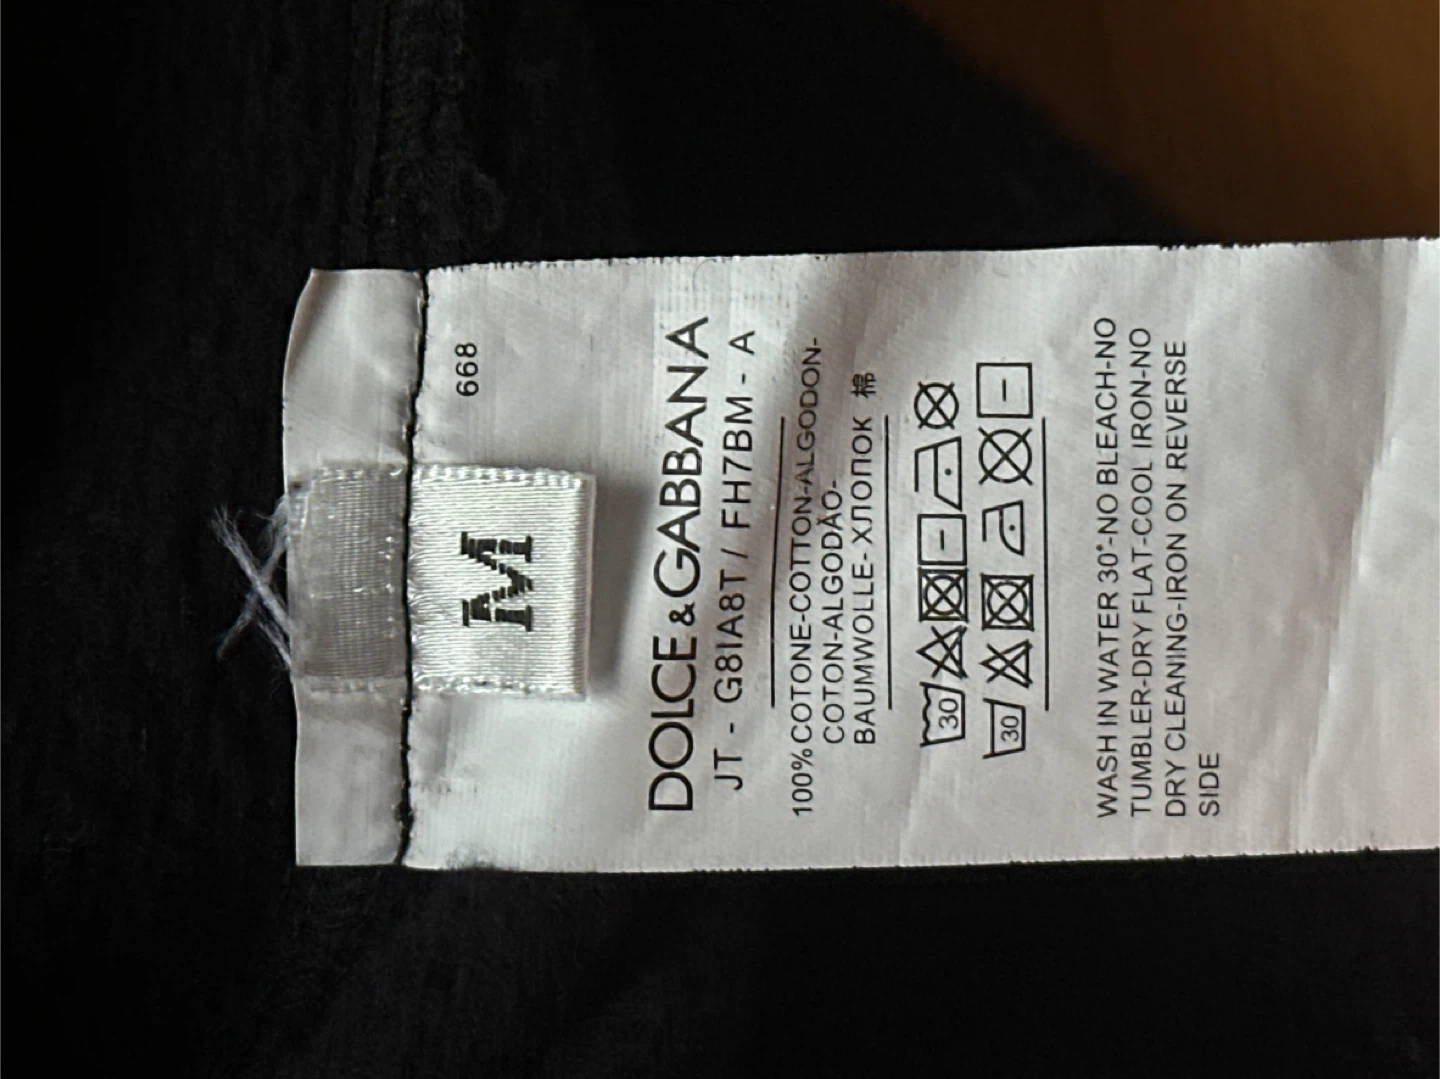 M
668
DOLCE & GABBANA
JT - G8IA8T / FH7BM - A
100% COTONE-COTTON-ALGODON-
COTON-ALGODÃO-
BAUMWOLLE- ХЛОПОК 棉
30
30
WASH IN WATER 30°-NO BLEACH-NO
TUMBLER-DRY FLAT-COOL IRON-NO
DRY CLEANING-IRON ON REVERSE
SIDE